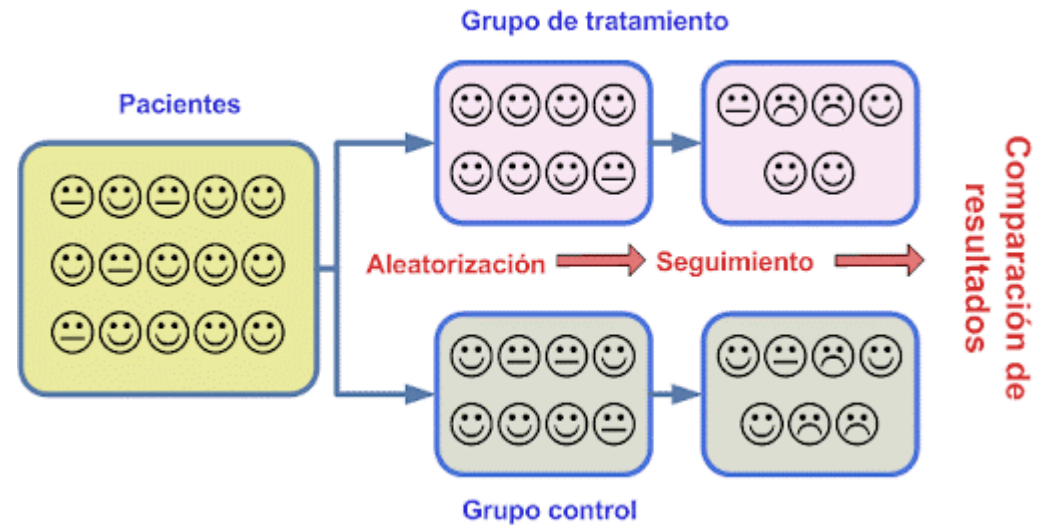 Grupo de tratamiento
Pacientes
Aleatorización
Seguimiento
Comparación de
resultados
Grupo control